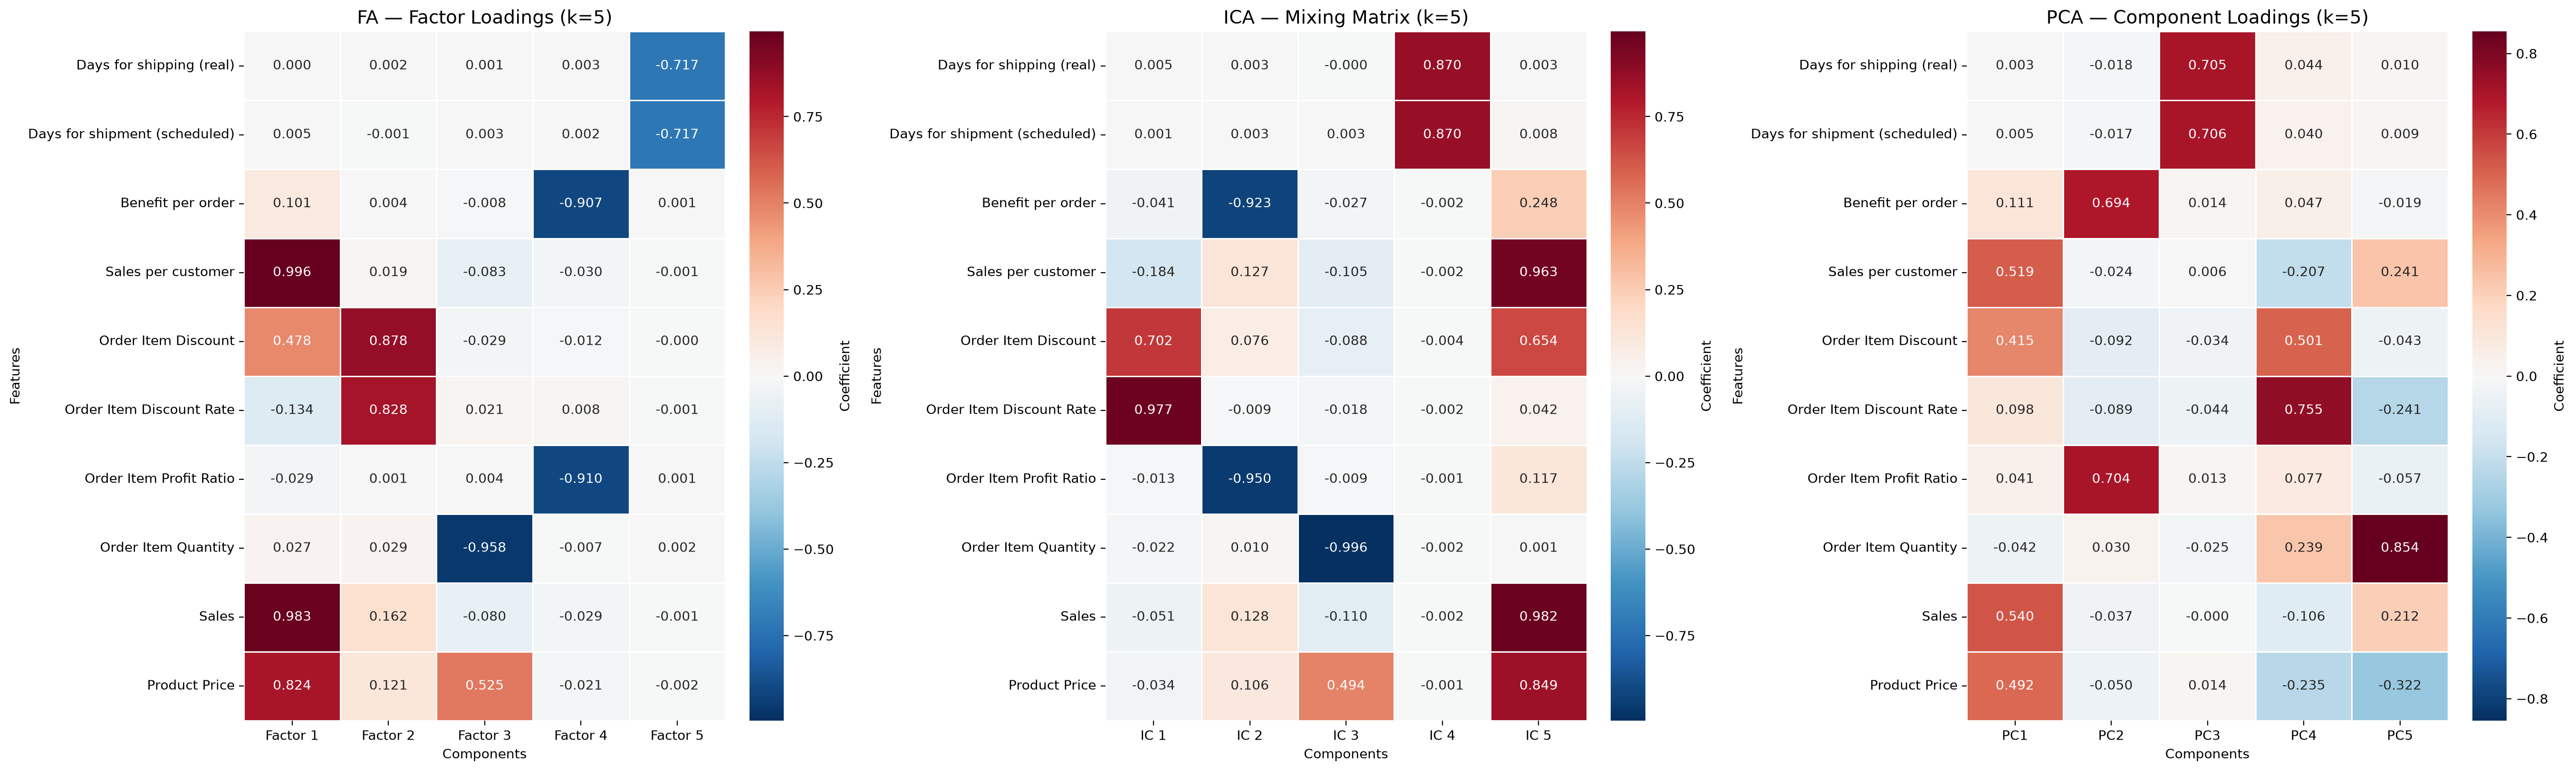 FA — Factor Loadings (k=5)
Features
Days for shipping (real) 0.000 0.002 0.001 0.003 -0.717
Days for shipment (scheduled) 0.005 -0.001 0.003 0.002 -0.717
Benefit per order 0.101 0.004 -0.008 -0.907 0.001
Sales per customer 0.996 0.019 -0.083 -0.030 -0.001
Order Item Discount 0.478 0.878 -0.029 -0.012 -0.000
Order Item Discount Rate -0.134 0.828 0.021 0.008 -0.001
Order Item Profit Ratio -0.029 0.001 0.004 -0.910 0.001
Order Item Quantity 0.027 0.029 -0.958 -0.007 0.002
Sales 0.983 0.162 -0.080 -0.029 -0.001
Product Price 0.824 0.121 0.525 -0.021 -0.002
Factor 1 Factor 2 Factor 3 Factor 4 Factor 5
Components
0.75
0.50
0.25
0.00
−0.25
−0.50
−0.75
Coefficient
ICA — Mixing Matrix (k=5)
Features
Days for shipping (real) 0.005 0.003 -0.000 0.870 0.003
Days for shipment (scheduled) 0.001 0.003 0.003 0.870 0.008
Benefit per order -0.041 -0.923 -0.027 -0.002 0.248
Sales per customer -0.184 0.127 -0.105 -0.002 0.963
Order Item Discount 0.702 0.076 -0.088 -0.004 0.654
Order Item Discount Rate 0.977 -0.009 -0.018 -0.002 0.042
Order Item Profit Ratio -0.013 -0.950 -0.009 -0.001 0.117
Order Item Quantity -0.022 0.010 -0.996 -0.002 0.001
Sales -0.051 0.128 -0.110 -0.002 0.982
Product Price -0.034 0.106 0.494 -0.001 0.849
IC 1 IC 2 IC 3 IC 4 IC 5
Components
0.75
0.50
0.25
0.00
−0.25
−0.50
−0.75
Coefficient
PCA — Component Loadings (k=5)
Features
Days for shipping (real) 0.003 -0.018 0.705 0.044 0.010
Days for shipment (scheduled) 0.005 -0.017 0.706 0.040 0.009
Benefit per order 0.111 0.694 0.014 0.047 -0.019
Sales per customer 0.519 -0.024 0.006 -0.207 0.241
Order Item Discount 0.415 -0.092 -0.034 0.501 -0.043
Order Item Discount Rate 0.098 -0.089 -0.044 0.755 -0.241
Order Item Profit Ratio 0.041 0.704 0.013 0.077 -0.057
Order Item Quantity -0.042 0.030 -0.025 0.239 0.854
Sales 0.540 -0.037 -0.000 -0.106 0.212
Product Price 0.492 -0.050 0.014 -0.235 -0.322
PC1 PC2 PC3 PC4 PC5
Components
0.8
0.6
0.4
0.2
0.0
−0.2
−0.4
−0.6
−0.8
Coefficient